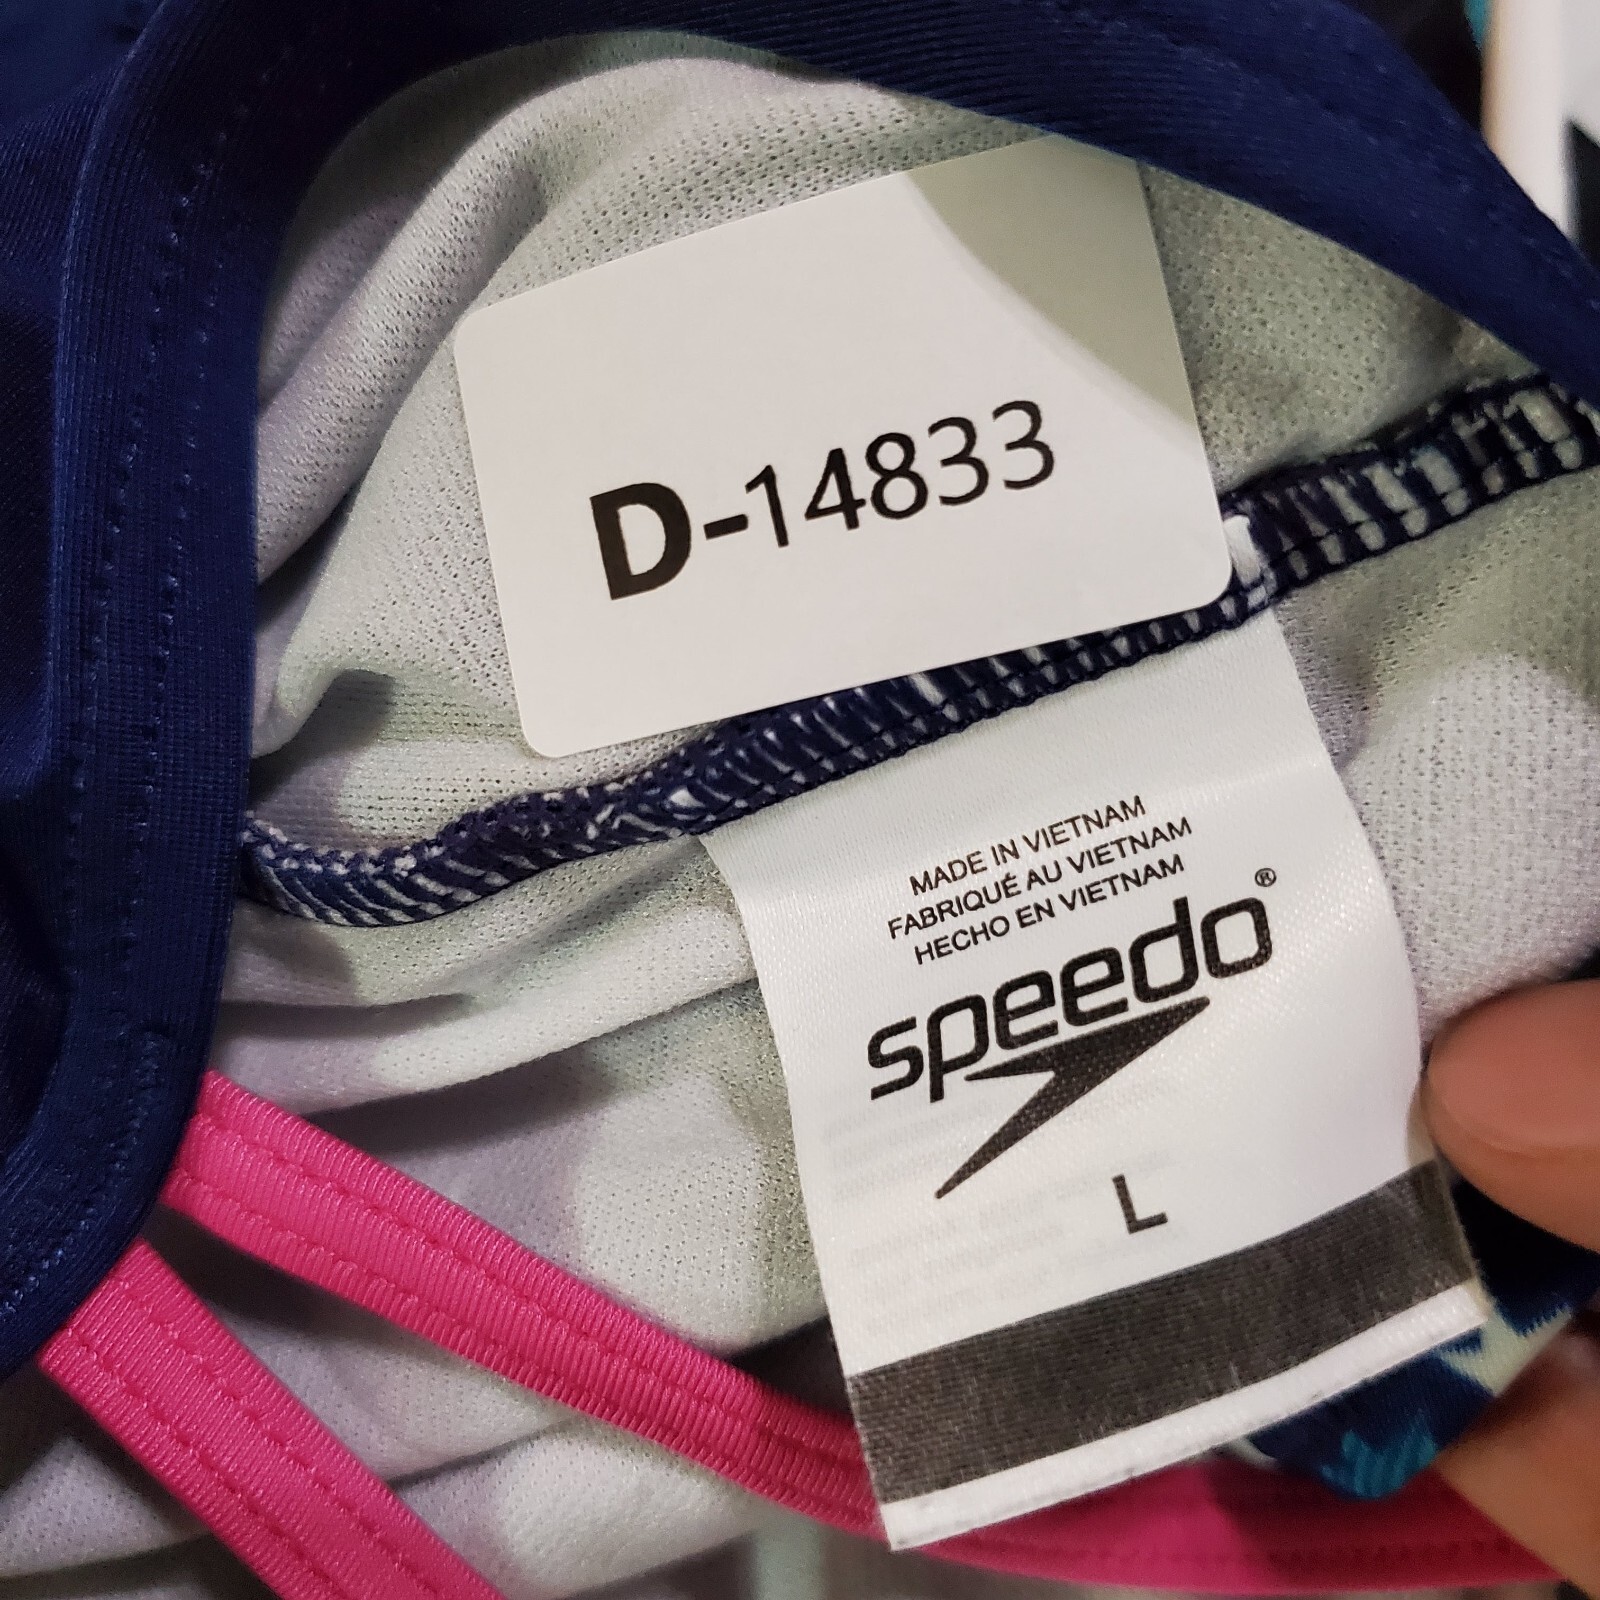 D-14833
MADE IN VIETNAM
FABRIQUÉ AU VIETNAM
HECHO EN VIETNAM
speedo®
L